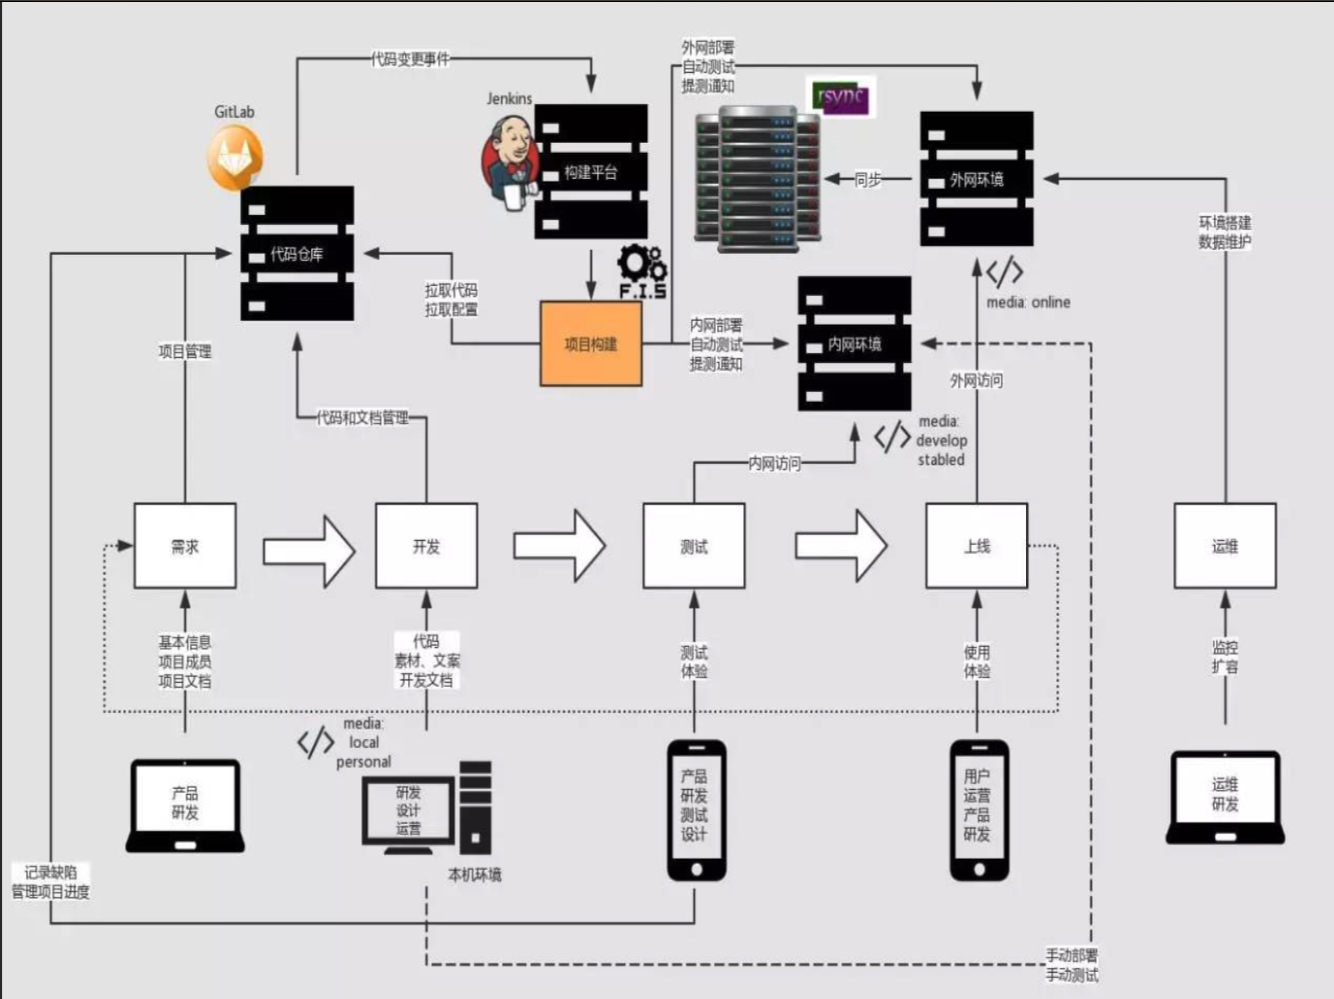 代码变更事件
外网部署
自动测试
提测通知
rsync
GitLab
Jenkins
构建平台
同步
外网环境
环境搭建
数据维护
代码仓库
F.I.S
拉取代码
拉取配置
media: online
项目管理
项目构建
内网部署
自动测试
提测通知
内网环境
外网访问
代码和文档管理
media:
develop
stabled
内网访问
需求
开发
测试
上线
运维
基本信息
项目成员
项目文档
代码
素材、文案
开发文档
测试
体验
使用
体验
监控
扩容
media:
local
personal
产品
研发
研发
设计
运营
本机环境
产品
研发
测试
设计
用户
运营
产品
研发
运维
研发
记录缺陷
管理项目进度
手动部署
手动测试